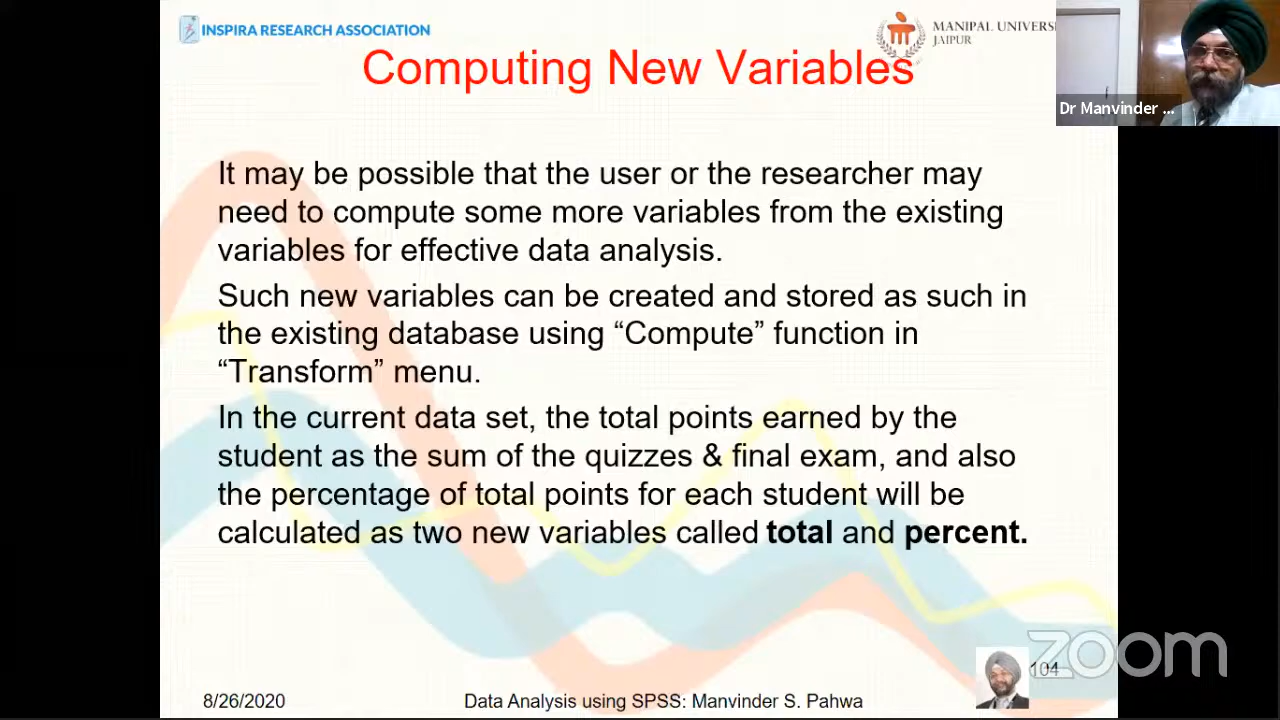 INSPIRA RESEARCH ASSOCIATION
MANIPAL UNIVERS
JAIPUR
Computing New Variables
Dr Manvinder ...
It may be possible that the user or the researcher may
need to compute some more variables from the existing
variables for effective data analysis.
Such new variables can be created and stored as such in
the existing database using “Compute” function in
“Transform” menu.
In the current data set, the total points earned by the
student as the sum of the quizzes & final exam, and also
the percentage of total points for each student will be
calculated as two new variables called total and percent.
zoom
104
8/26/2020
Data Analysis using SPSS: Manvinder S. Pahwa